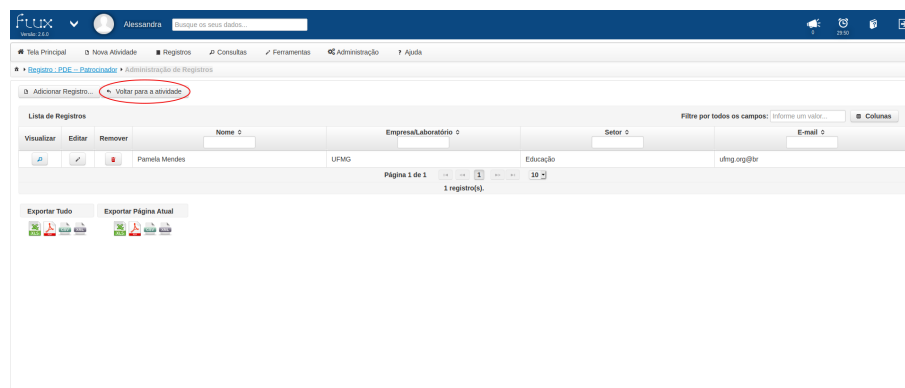 flux
Versão: 2.6.0
Alessandra
Busque os seus dados...
0
29:50
Tela Principal
Nova Atividade
Registros
Consultas
Ferramentas
Administração
? Ajuda
Registro : PDE – Patrocinador
Administração de Registros
Adicionar Registro...
Voltar para a atividade
Lista de Registros
Filtre por todos os campos:
Informe um valor...
Colunas
Visualizar
Editar
Remover
Nome
Empresa/Laboratório
Setor
E-mail
Pamela Mendes
UFMG
Educação
ufmg.org@br
Página 1 de 1
1
10
1 registro(s).
Exportar Tudo
Exportar Página Atual